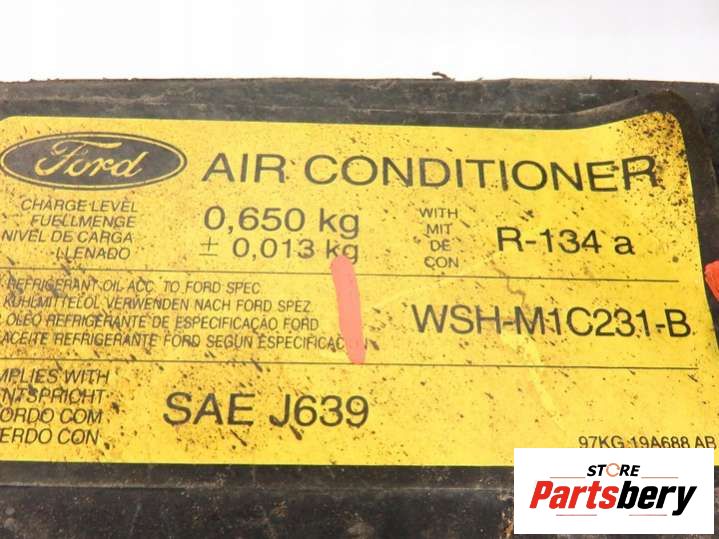 Ford
AIR CONDITIONER
CHARGE LEVEL
FUELLMENGE
NIVEL DE CARGA
LLENADO
0,650 kg
± 0,013 kg
WITH
MIT
DE
CON
R-134 a
REFRIGERANT OIL ACC. TO FORD SPEC
KUHLMITTELOL VERWENDEN NACH FORD SPEZ
OLEO REFRIGERANTE DE ESPECIFICAÇÃO FORD
ACEITE REFRIGERANTE FORD SEGUN ESPECIFICAC
WSH-M1C231-B
MPLIES WITH
NTSPRICHT
ORDO COM
ERDO CON
SAE J639
97KG 19A688 AB
STORE
Partsbery